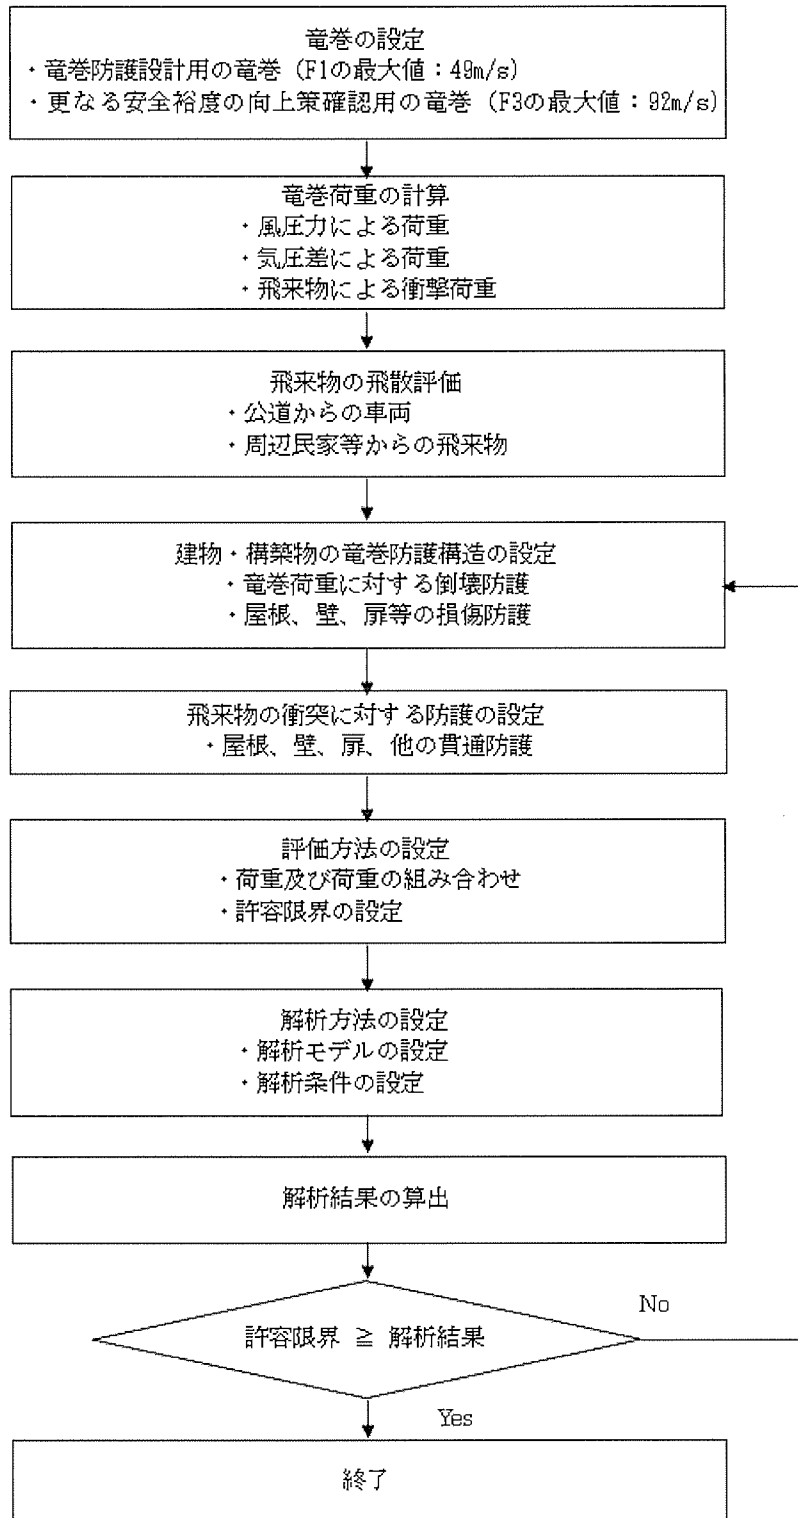 竜巻の設定
・竜巻防護設計用の竜巻（F1の最大値：49m/s）
・更なる安全裕度の向上策確認用の竜巻（F3の最大値：92m/s）
竜巻荷重の計算
・風圧力による荷重
・気圧差による荷重
・飛来物による衝撃荷重
飛来物の飛散評価
・公道からの車両
・周辺民家等からの飛来物
建物・構築物の竜巻防護構造の設定
・竜巻荷重に対する倒壊防護
・屋根、壁、扉等の損傷防護
飛来物の衝突に対する防護の設定
・屋根、壁、扉、他の貫通防護
評価方法の設定
・荷重及び荷重の組み合わせ
・許容限界の設定
解析方法の設定
・解析モデルの設定
・解析条件の設定
解析結果の算出
No
許容限界 ≧ 解析結果
Yes
終了